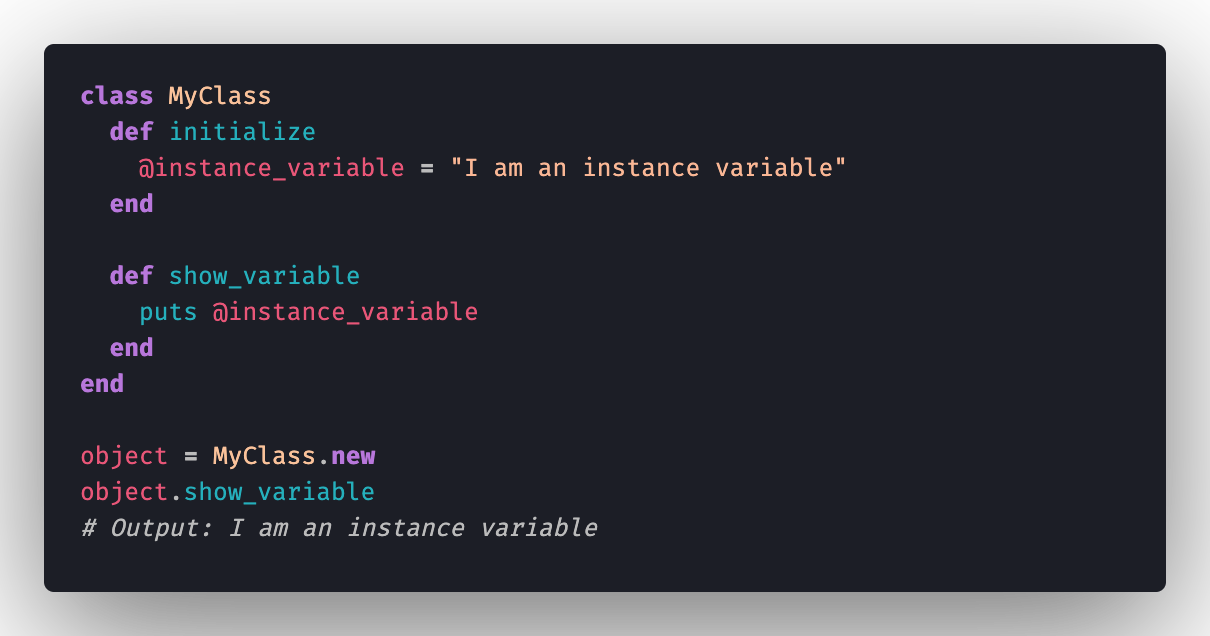 class MyClass
  def initialize
    @instance_variable = "I am an instance variable"
  end

  def show_variable
    puts @instance_variable
  end
end

object = MyClass.new
object.show_variable
# Output: I am an instance variable